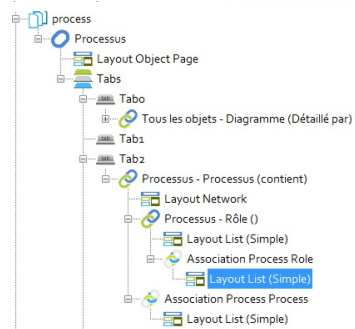 process
Processus
Layout Object Page
Tabs
Tab0
Tous les objets - Diagramme (Détaillé par)
Tab1
Tab2
Processus - Processus (contient)
Layout Network
Processus - Rôle ()
Layout List (Simple)
Association Process Role
Layout List (Simple)
Association Process Process
Layout List (Simple)